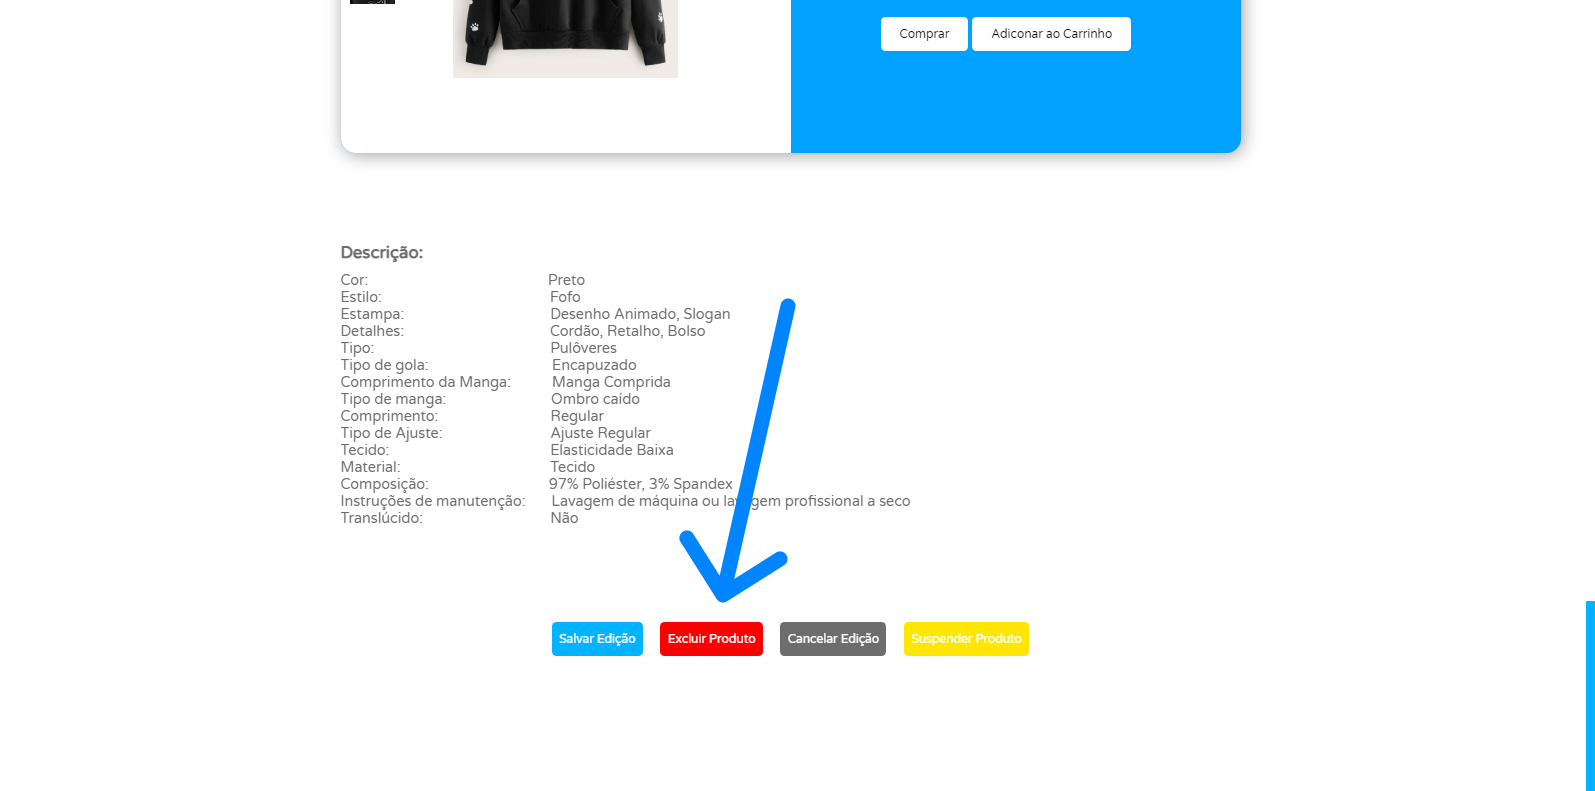 Comprar Adiconar ao Carrinho
Descrição:
Cor: Preto
Estilo: Fofo
Estampa: Desenho Animado, Slogan
Detalhes: Cordão, Retalho, Bolso
Tipo: Pulôveres
Tipo de gola: Encapuzado
Comprimento da Manga: Manga Comprida
Tipo de manga: Ombro caído
Comprimento: Regular
Tipo de Ajuste: Ajuste Regular
Tecido: Elasticidade Baixa
Material: Tecido
Composição: 97% Poliéster, 3% Spandex
Instruções de manutenção: Lavagem de máquina ou lavagem profissional a seco
Translúcido: Não
Salvar Edição Excluir Produto Cancelar Edição Suspender Produto